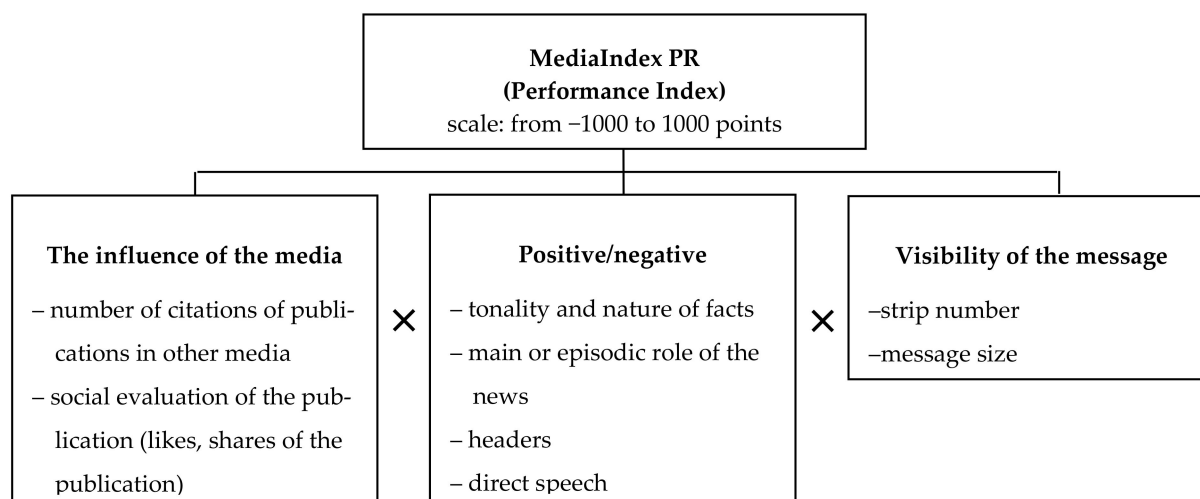 MediaIndex PR
(Performance Index)
scale: from −1000 to 1000 points
The influence of the media
– number of citations of publi-
cations in other media
– social evaluation of the pub-
lication (likes, shares of the
publication)
×
Positive/negative
– tonality and nature of facts
– main or episodic role of the
news
– headers
– direct speech
×
Visibility of the message
–strip number
–message size